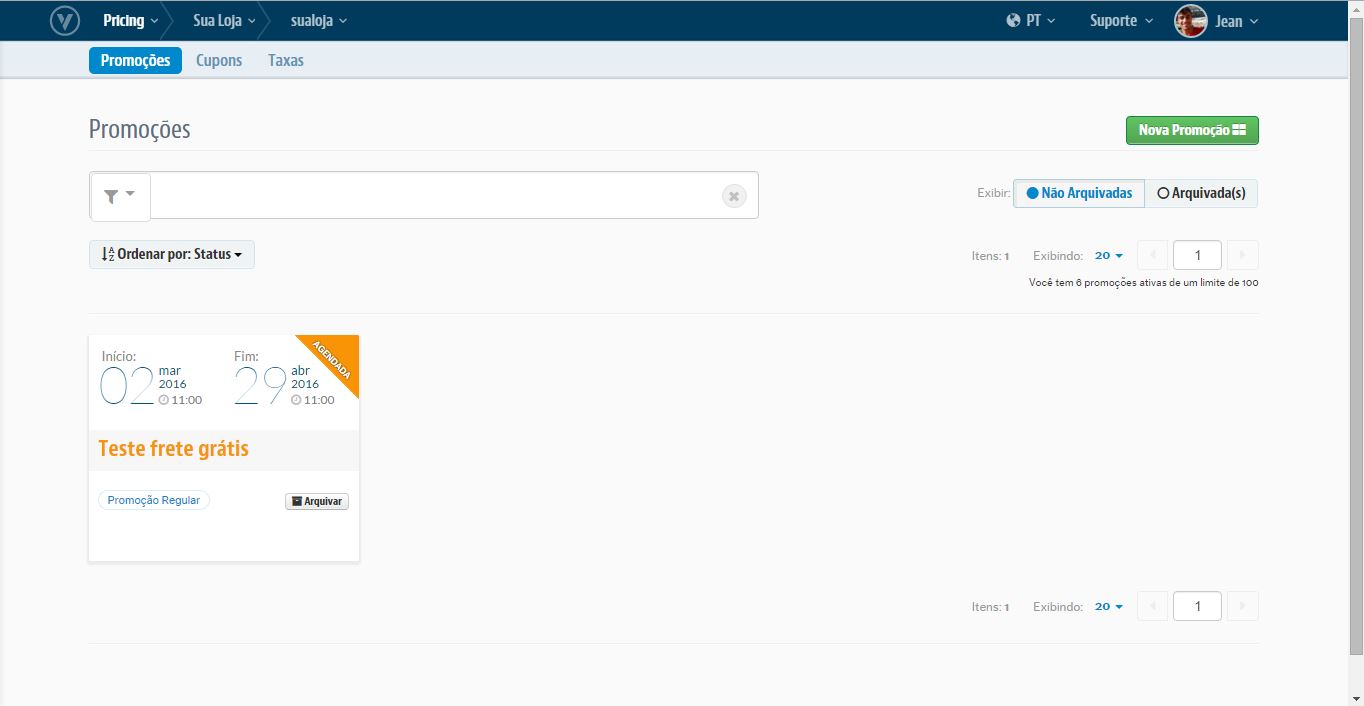 Pricing Sua Loja sualoja PT Suporte Jean
Promoções Cupons Taxas
Promoções
Nova Promoção
Exibir: Não Arquivadas Arquivada(s)
Ordenar por: Status
Itens: 1 Exibindo: 20 1
Você tem 6 promoções ativas de um limite de 100
AGENDADA
Início: Fim:
02 mar 2016 11:00 29 abr 2016 11:00
Teste frete grátis
Promoção Regular Arquivar
Itens: 1 Exibindo: 20 1